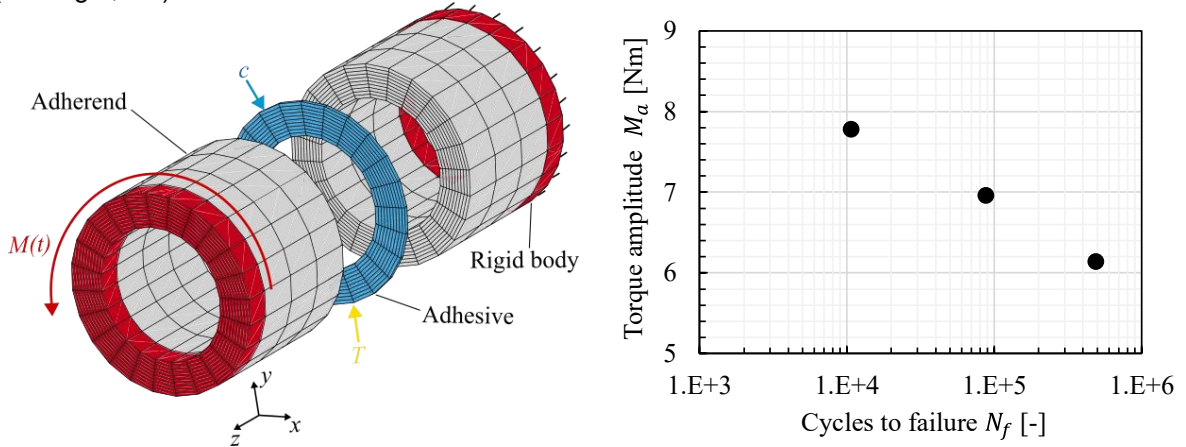 c
Adherend
M(t)
Rigid body
Adhesive
T
y
x
z
Torque amplitude M_a [Nm]
9
8
7
6
5
1.E+3 1.E+4 1.E+5 1.E+6
Cycles to failure N_f [-]